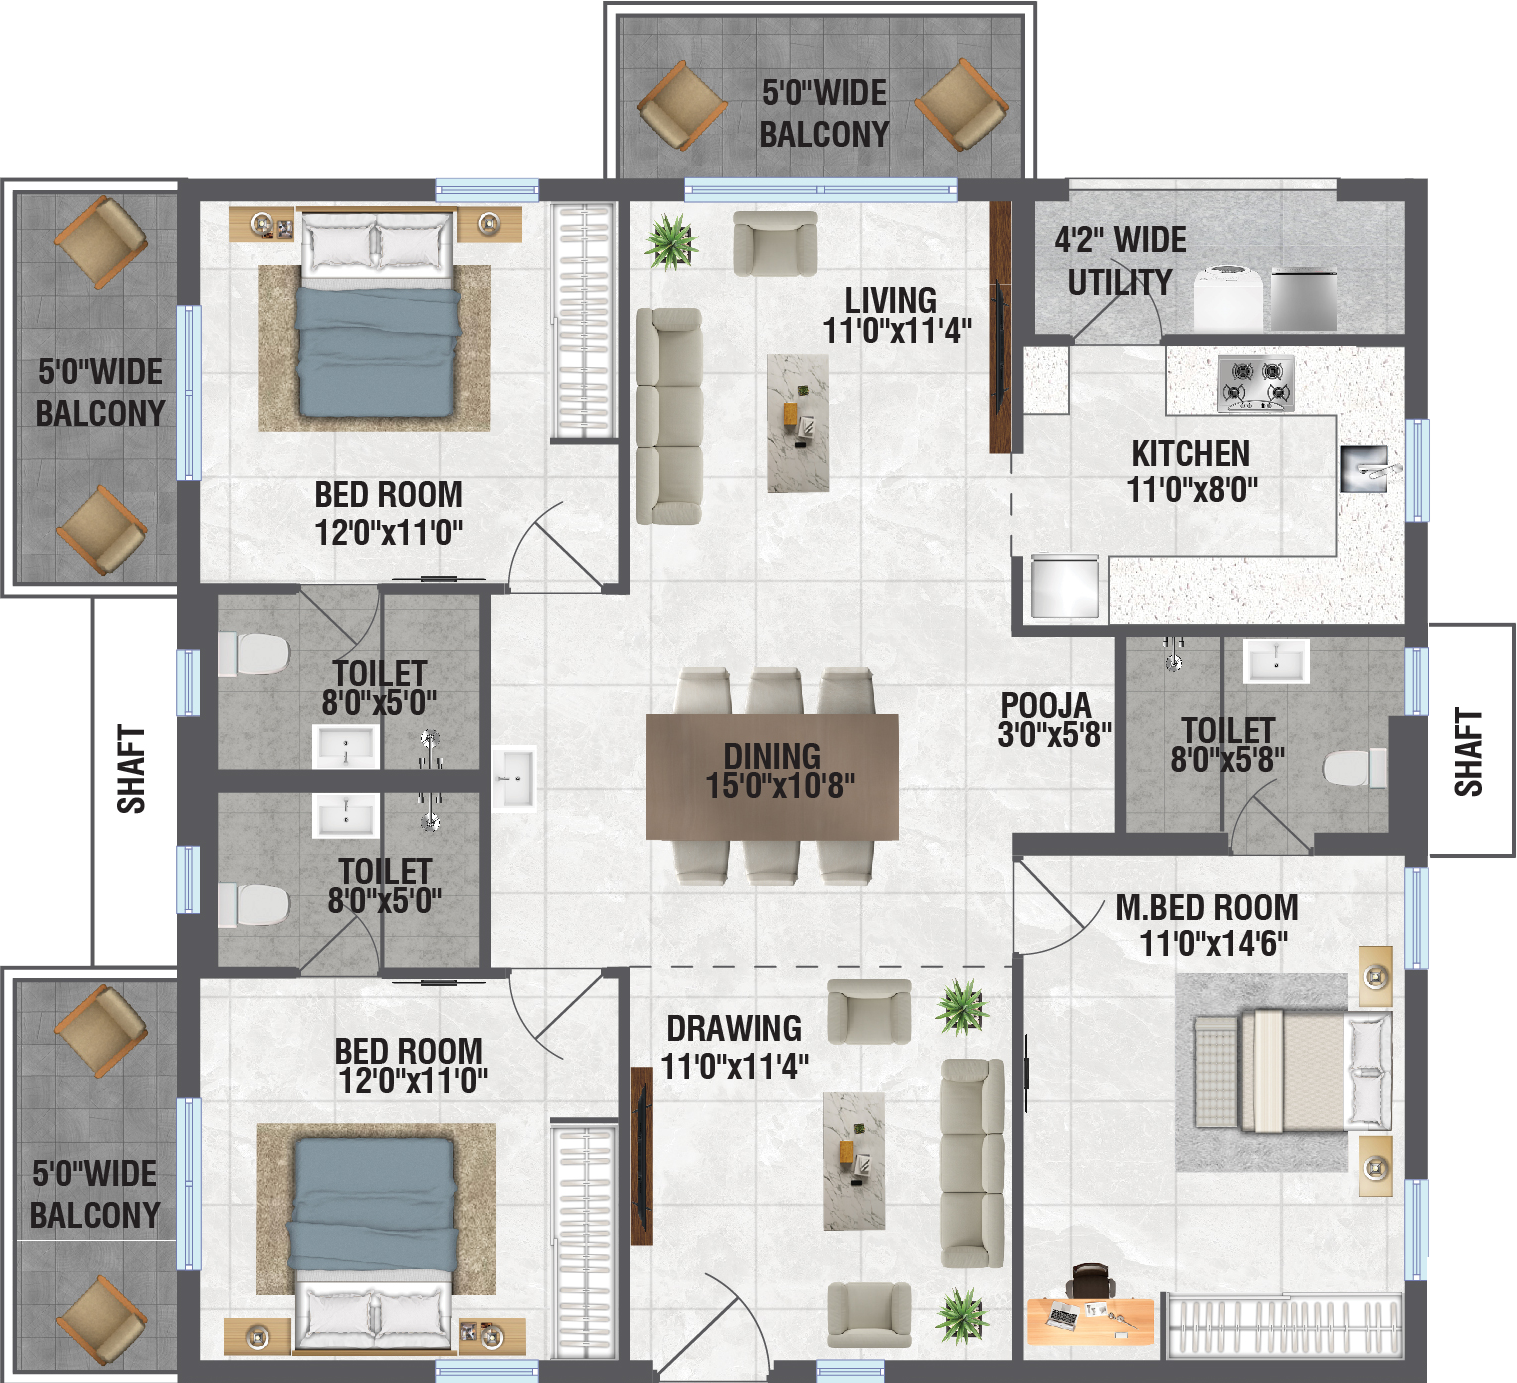 5'0"WIDE
BALCONY
4'2" WIDE
UTILITY
LIVING
11'0"x11'4"
5'0"WIDE
BALCONY
KITCHEN
11'0"x8'0"
BED ROOM
12'0"x11'0"
TOILET
8'0"x5'0"
POOJA
3'0"x5'8"
TOILET
8'0"x5'8"
SHAFT
SHAFT
DINING
15'0"x10'8"
TOILET
8'0"x5'0"
M.BED ROOM
11'0"x14'6"
DRAWING
11'0"x11'4"
BED ROOM
12'0"x11'0"
5'0"WIDE
BALCONY